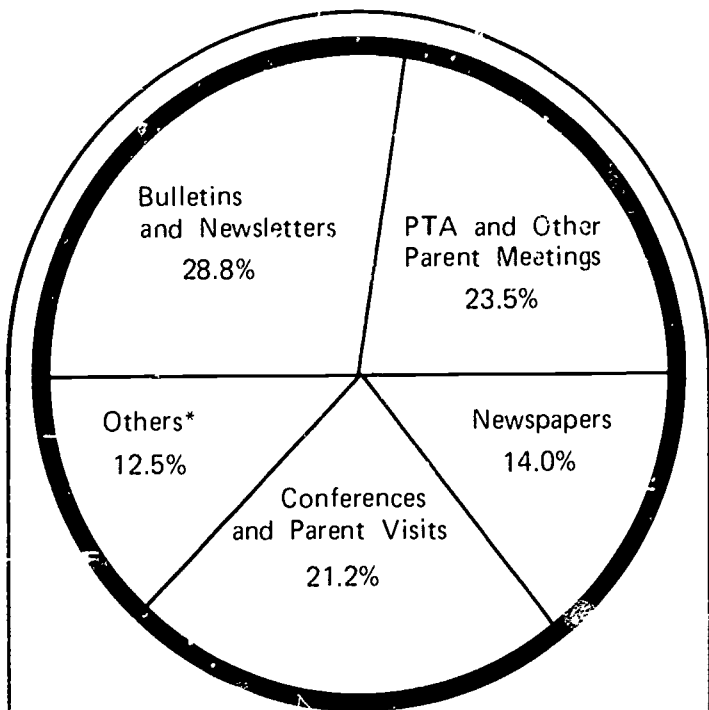 Bulletins
and Newsletters
28.8%
PTA and Other
Parent Meetings
23.5%
Others*
12.5%
Newspapers
14.0%
Conferences
and Parent Visits
21.2%